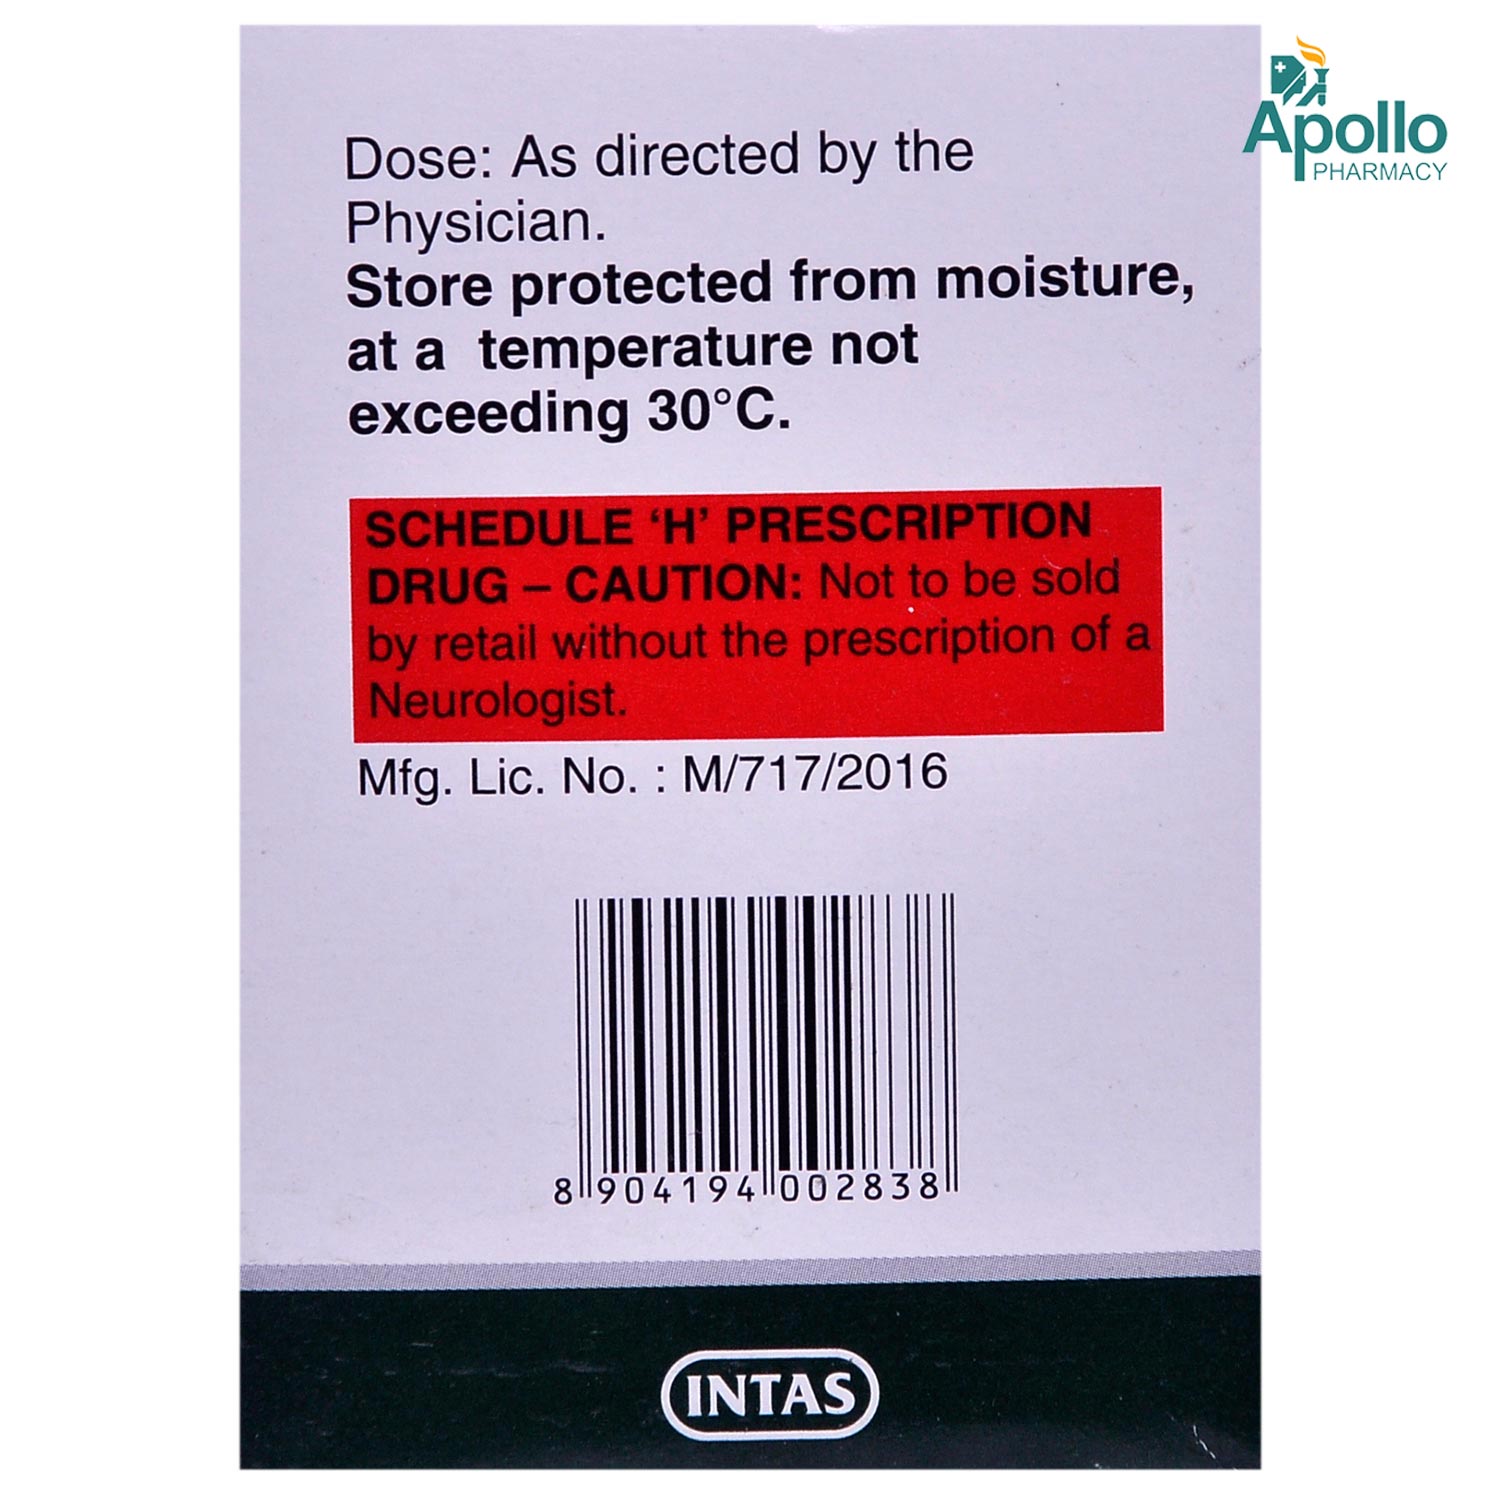 Apollo
PHARMACY
Dose: As directed by the
Physician.
Store protected from moisture,
at a temperature not
exceeding 30°C.
SCHEDULE ‘H’ PRESCRIPTION
DRUG – CAUTION: Not to be sold
by retail without the prescription of a
Neurologist.
Mfg. Lic. No. : M/717/2016
8 904194 002838
INTAS